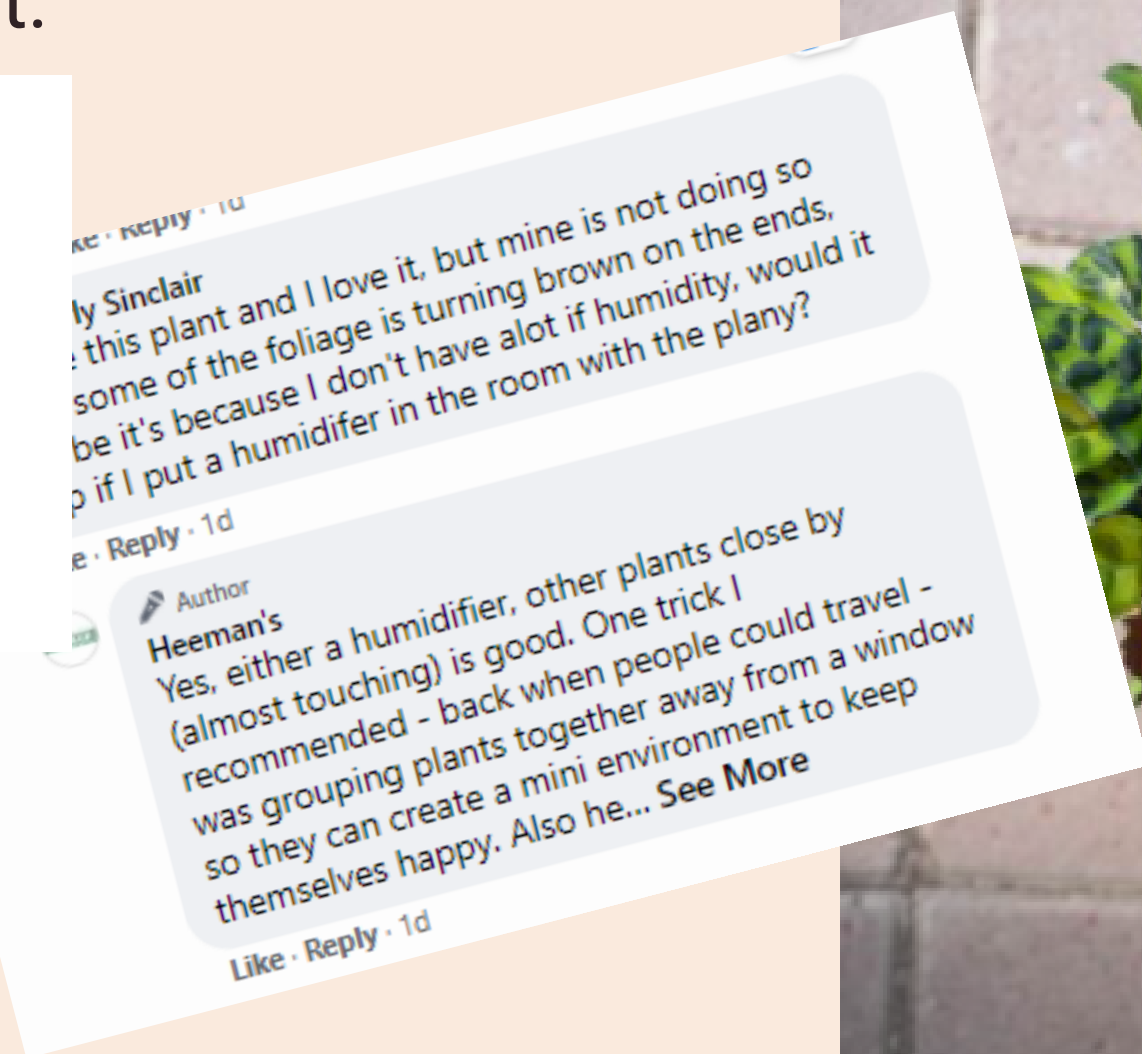 t.
Reply · 1d
ly Sinclair
this plant and I love it, but mine is not doing so
some of the foliage is turning brown on the ends,
be it's because I don't have alot if humidity, would it
p if I put a humidifer in the room with the plany?
e · Reply · 1d
Author
Heeman's
Yes, either a humidifier, other plants close by
(almost touching) is good. One trick I
recommended - back when people could travel -
was grouping plants together away from a window
so they can create a mini environment to keep
themselves happy. Also he... See More
Like · Reply · 1d